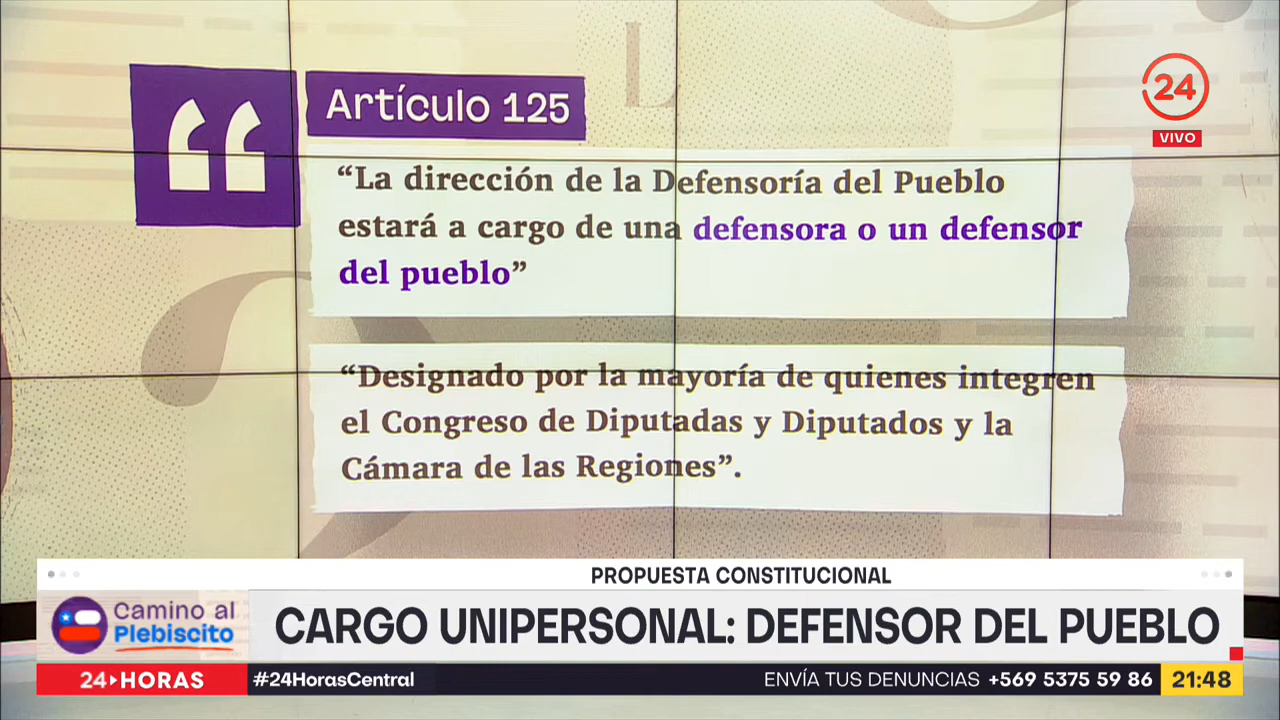 Artículo 125
24
VIVO
“La dirección de la Defensoría del Pueblo
estará a cargo de una defensora o un defensor
del pueblo”
“Designado por la mayoría de quienes integren
el Congreso de Diputadas y Diputados y la
Cámara de las Regiones”.
PROPUESTA CONSTITUCIONAL
Camino al
Plebiscito
CARGO UNIPERSONAL: DEFENSOR DEL PUEBLO
24 HORAS
#24HorasCentral
ENVÍA TUS DENUNCIAS +569 5375 59 86
21:48